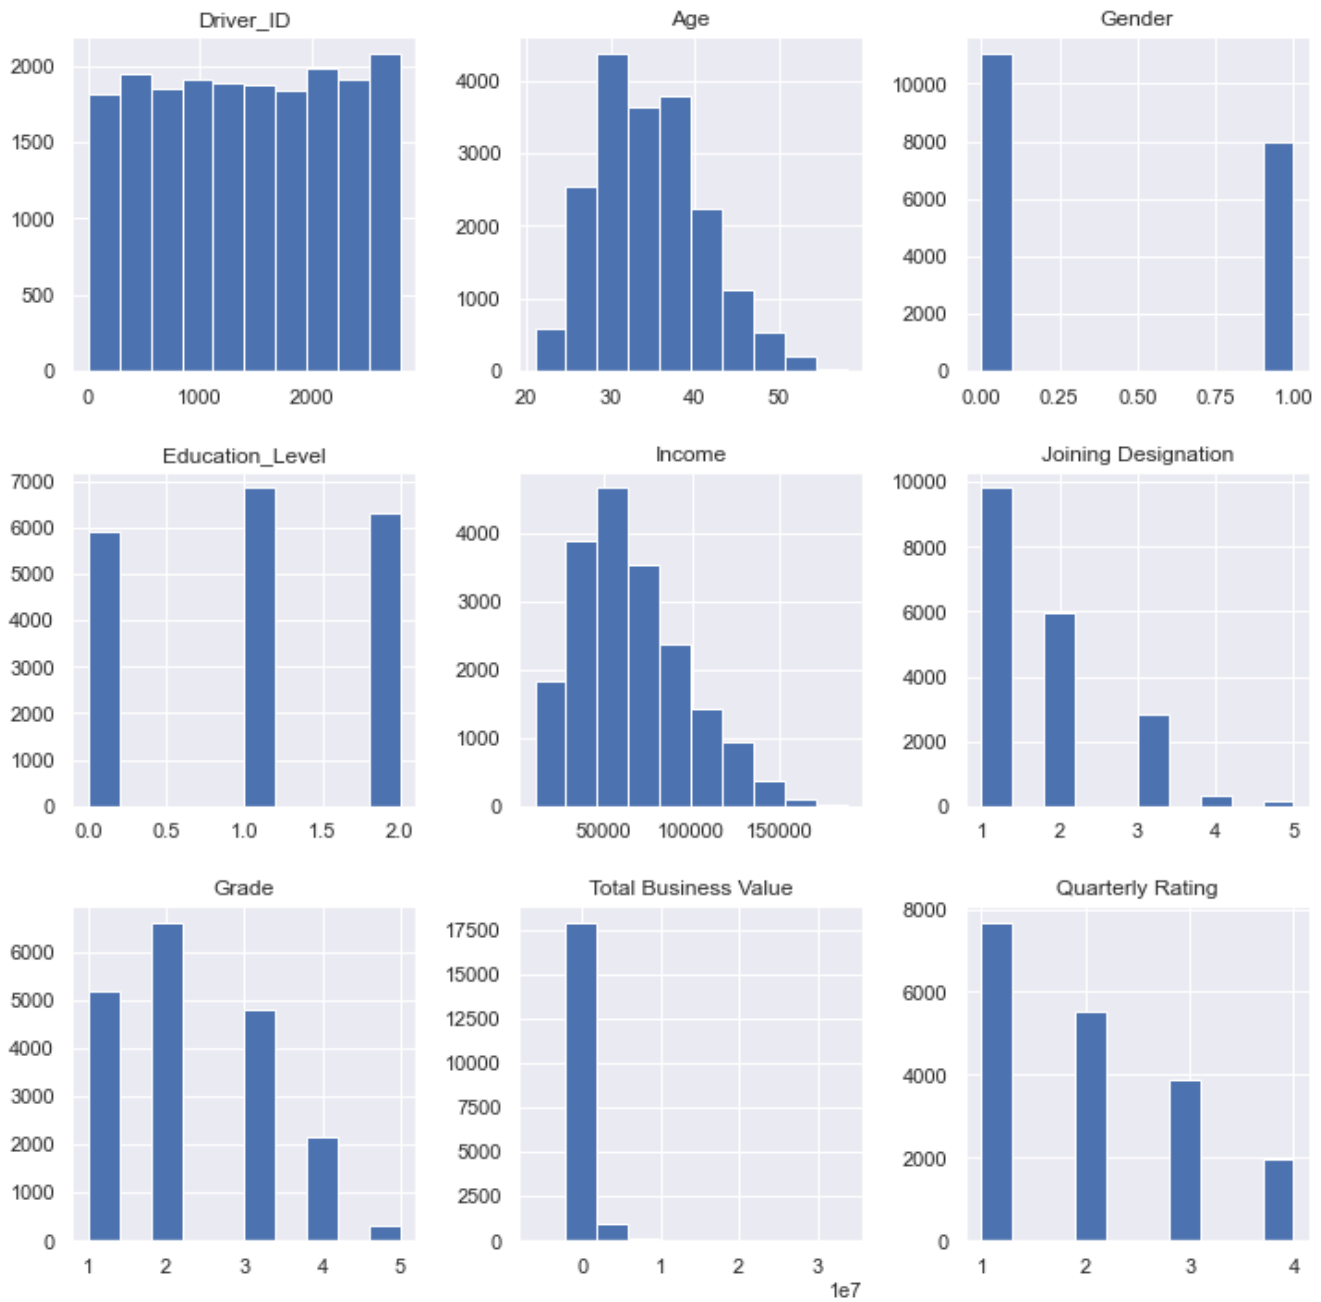 Driver_ID
2000
1500
1000
500
0
0 1000 2000
Age
4000
3000
2000
1000
0
20 30 40 50
Gender
10000
8000
6000
4000
2000
0
0.00 0.25 0.50 0.75 1.00
Education_Level
7000
6000
5000
4000
3000
2000
1000
0
0.0 0.5 1.0 1.5 2.0
Income
4000
3000
2000
1000
0
50000 100000 150000
Joining Designation
10000
8000
6000
4000
2000
0
1 2 3 4 5
Grade
6000
5000
4000
3000
2000
1000
0
1 2 3 4 5
Total Business Value
17500
15000
12500
10000
7500
5000
2500
0
0 1 2 3
1e7
Quarterly Rating
8000
6000
4000
2000
0
1 2 3 4